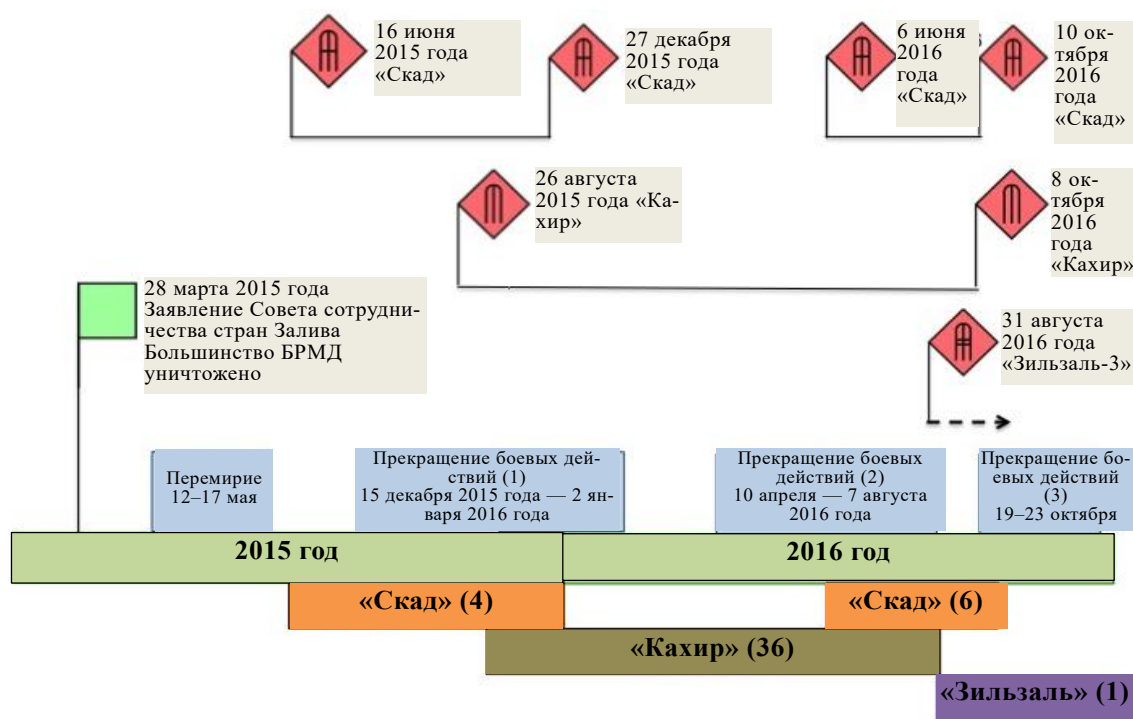 16 июня
2015 года
«Скад»
27 декабря
2015 года
«Скад»
6 июня
2016
года
«Скад»
10 ок-
тября
2016
года
«Скад»
26 августа
2015 года «Ка-
хир»
8 ок-
тября
2016
года
«Кахир»
28 марта 2015 года
Заявление Совета сотрудни-
чества стран Залива
Большинство БРМД
уничтожено
31 августа
2016 года
«Зильзаль-3»
Перемирие
12–17 мая
Прекращение боевых дей-
ствий (1)
15 декабря 2015 года — 2 ян-
варя 2016 года
Прекращение боевых
действий (2)
10 апреля — 7 августа
2016 года
Прекращение бо-
евых действий
(3)
19–23 октября
2015 год
2016 год
«Скад» (4)
«Скад» (6)
«Кахир» (36)
«Зильзаль» (1)